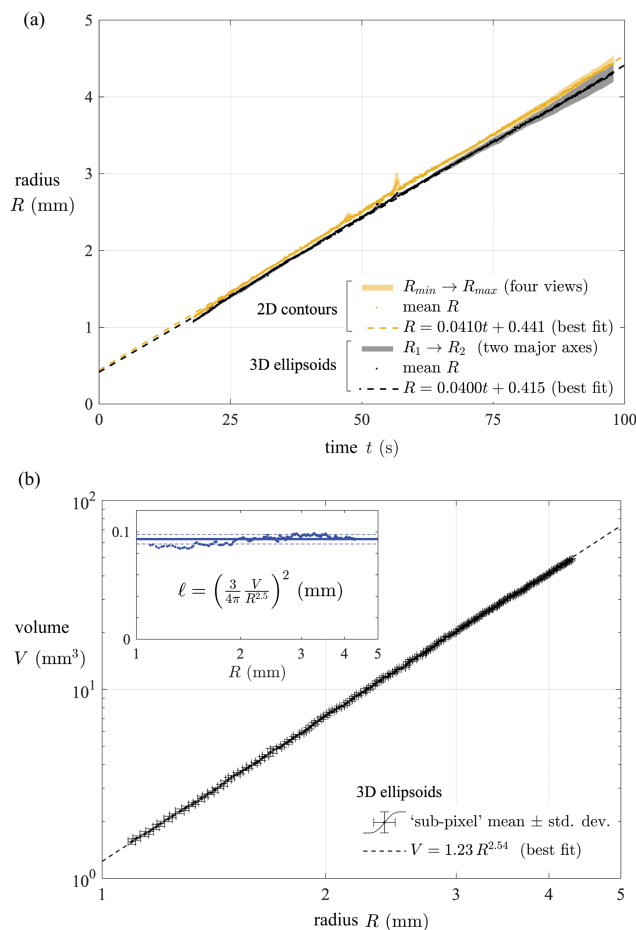 (a)
5
4
3
2
1
0
radius
R (mm)
R_min → R_max (four views)
2D contours
mean R
R = 0.0410t + 0.441 (best fit)
R_1 → R_2 (two major axes)
3D ellipsoids
mean R
R = 0.0400t + 0.415 (best fit)
0 25 50 75 100
time t (s)
(b)
10^2
10^1
10^0
volume
V (mm^3)
0.1
0
ℓ = (3/4π V/R^2.5)^2 (mm)
1 2 3 4 5
R (mm)
3D ellipsoids
‘sub-pixel’ mean ± std. dev.
V = 1.23 R^2.54 (best fit)
1 2 3 4 5
radius R (mm)